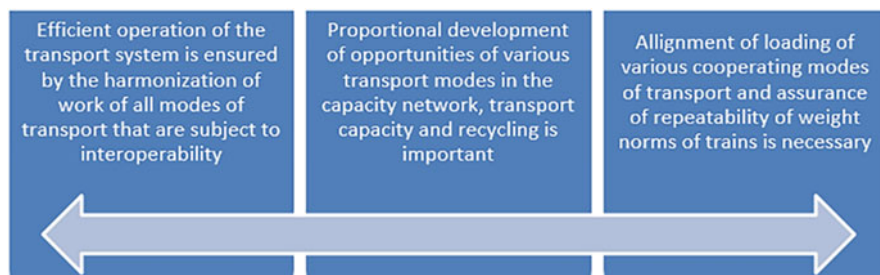 Efficient operation of the
transport system is ensured
by the harmonization of
work of all modes of
transport that are subject to
interoperability
Proportional development
of opportunities of various
transport modes in the
capacity network, transport
capacity and recycling is
important
Allignment of loading of
various cooperating modes
of transport and assurance
of repeatability of weight
norms of trains is necessary